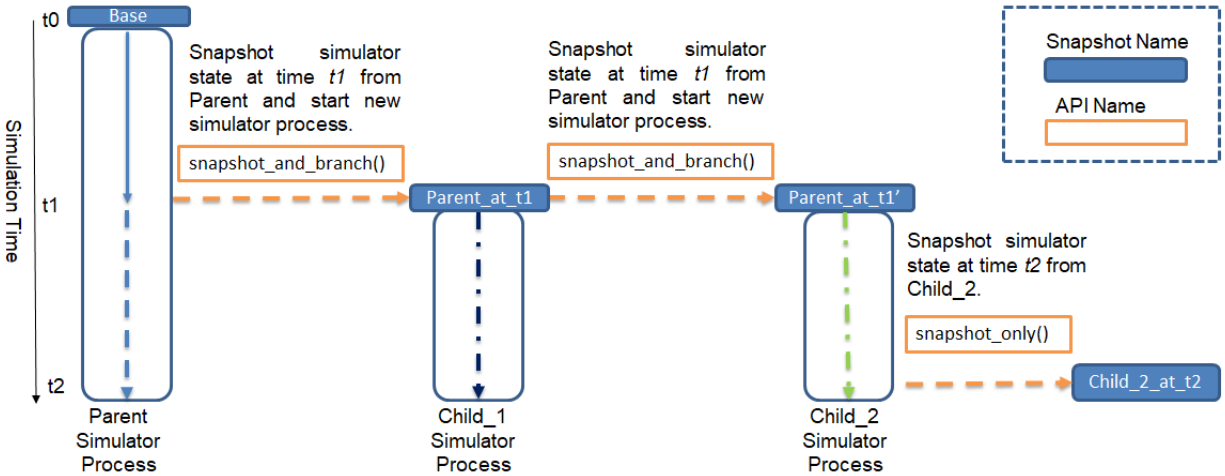 t0
Base
Snapshot simulator
state at time t1 from
Parent and start new
simulator process.
snapshot_and_branch()
Snapshot simulator
state at time t1 from
Parent and start new
simulator process.
snapshot_and_branch()
Snapshot Name
API Name
Simulation Time
t1
Parent_at_t1
Parent_at_t1’
Snapshot simulator
state at time t2 from
Child_2.
snapshot_only()
t2
Child_2_at_t2
Parent
Simulator
Process
Child_1
Simulator
Process
Child_2
Simulator
Process